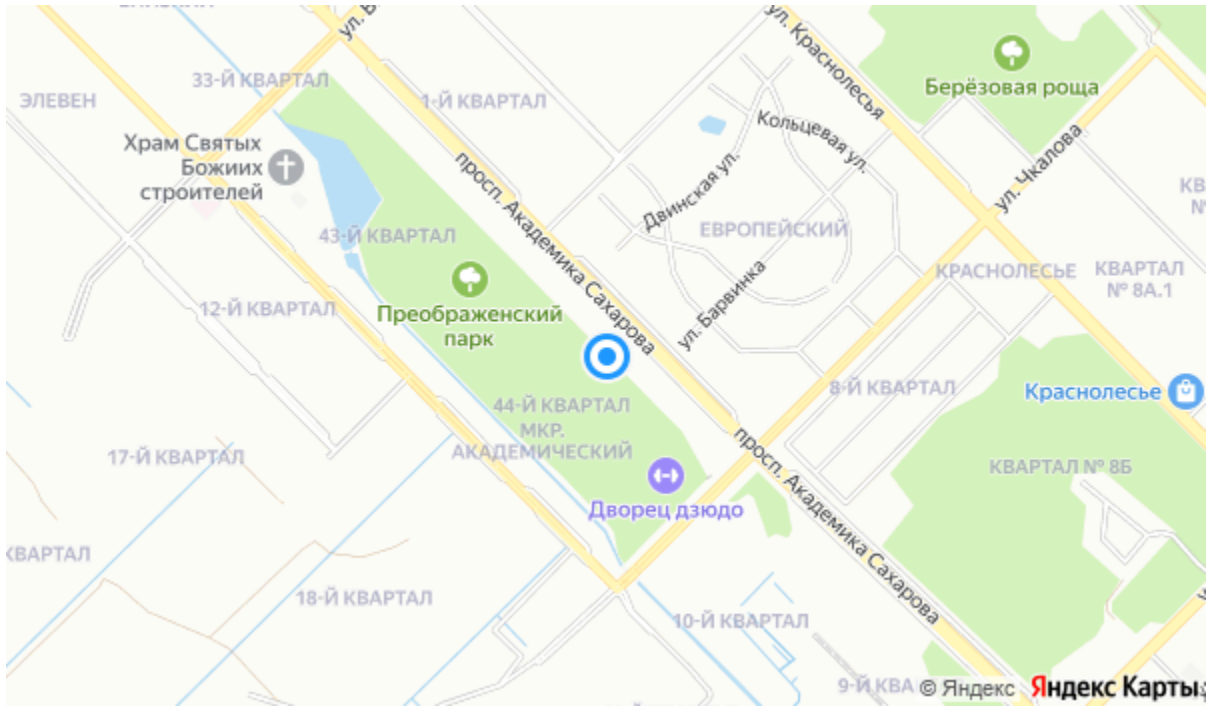 33-Й КВАРТАЛ
ЭЛЕВЕН
1-Й КВАРТАЛ
ул. Краснолесья
Берёзовая роща
Кольцевая ул.
Храм Святых
Божиих
строителей
просп. Академика Сахарова
Двинская ул.
ул. Чкалова
43-Й КВАРТАЛ
ЕВРОПЕЙСКИЙ
КРАСНОЛЕСЬЕ
КВАРТАЛ
№ 8А.1
12-Й КВАРТАЛ
Преображенский
парк
ул. Барвинка
8-Й КВАРТАЛ
Краснолесье
44-Й КВАРТАЛ
МКР.
АКАДЕМИЧЕСКИЙ
17-Й КВАРТАЛ
просп. Академика Сахарова
КВАРТАЛ № 8Б
Дворец дзюдо
КВАРТАЛ
18-Й КВАРТАЛ
10-Й КВАРТАЛ
9-Й КВА
© Яндекс Яндекс Карты